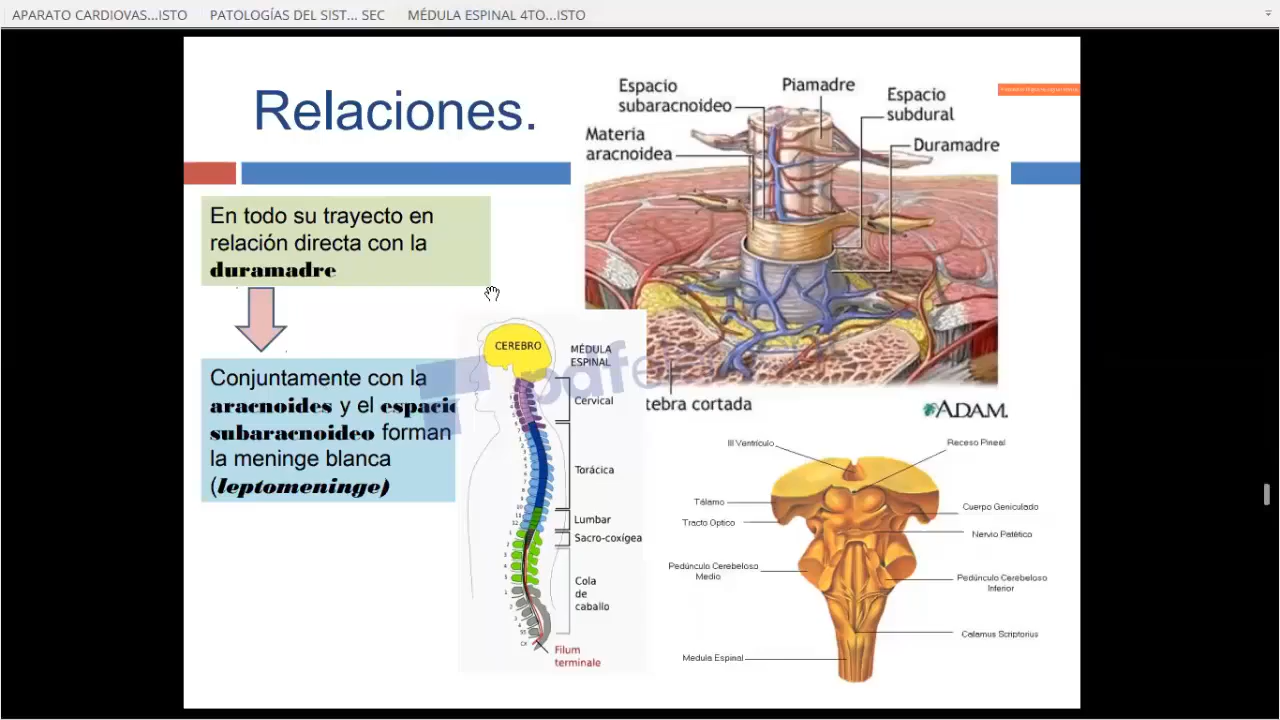 APARATO CARDIOVAS...ISTO
PATOLOGÍAS DEL SIST... SEC
MÉDULA ESPINAL 4TO...ISTO
Relaciones.
En todo su trayecto en
relación directa con la
duramadre
Conjuntamente con la
aracnoides y el espacio
subaracnoideo forman
la meninge blanca
(leptomeninge)
Espacio
subaracnoideo
Piamadre
Espacio
subdural
Materia
aracnoidea
Duramadre
tebra cortada
ADAM.
CEREBRO
MÉDULA
ESPINAL
Cervical
Torácica
Lumbar
Sacro-coxígea
Cola
de
caballo
Filum
terminale
III Ventrículo
Receso Pineal
Tálamo
Tracto Optico
Cuerpo Geniculado
Nervio Patético
Pedúnculo Cerebeloso
Medio
Pedúnculo Cerebeloso
Inferior
Calamus Scriptorius
Medula Espinal